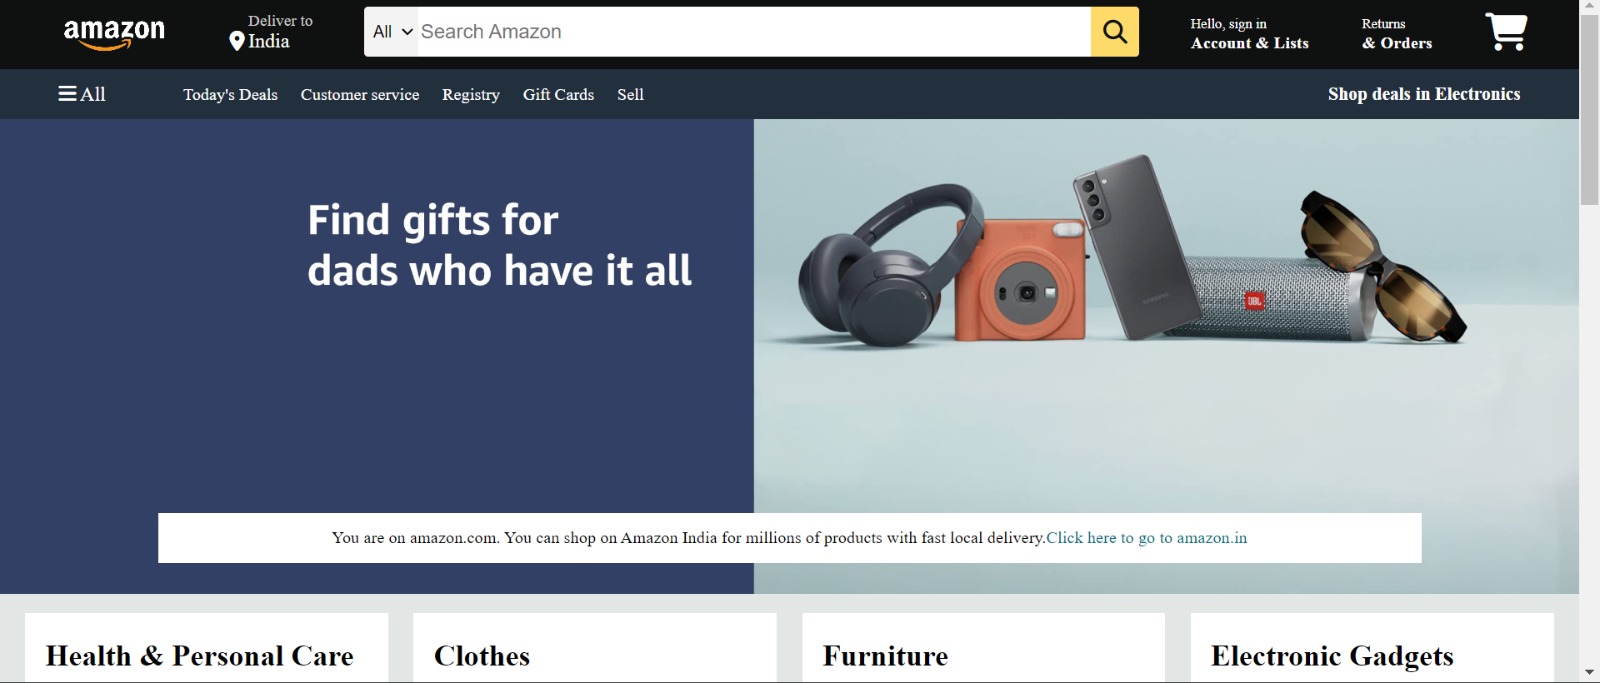 amazon
Deliver to
India
All
Search Amazon
Hello, sign in
Account & Lists
Returns
& Orders
All
Today's Deals
Customer service
Registry
Gift Cards
Sell
Shop deals in Electronics
Find gifts for
dads who have it all
SAMSUNG
JBL
You are on amazon.com. You can shop on Amazon India for millions of products with fast local delivery.Click here to go to amazon.in
Health & Personal Care
Clothes
Furniture
Electronic Gadgets